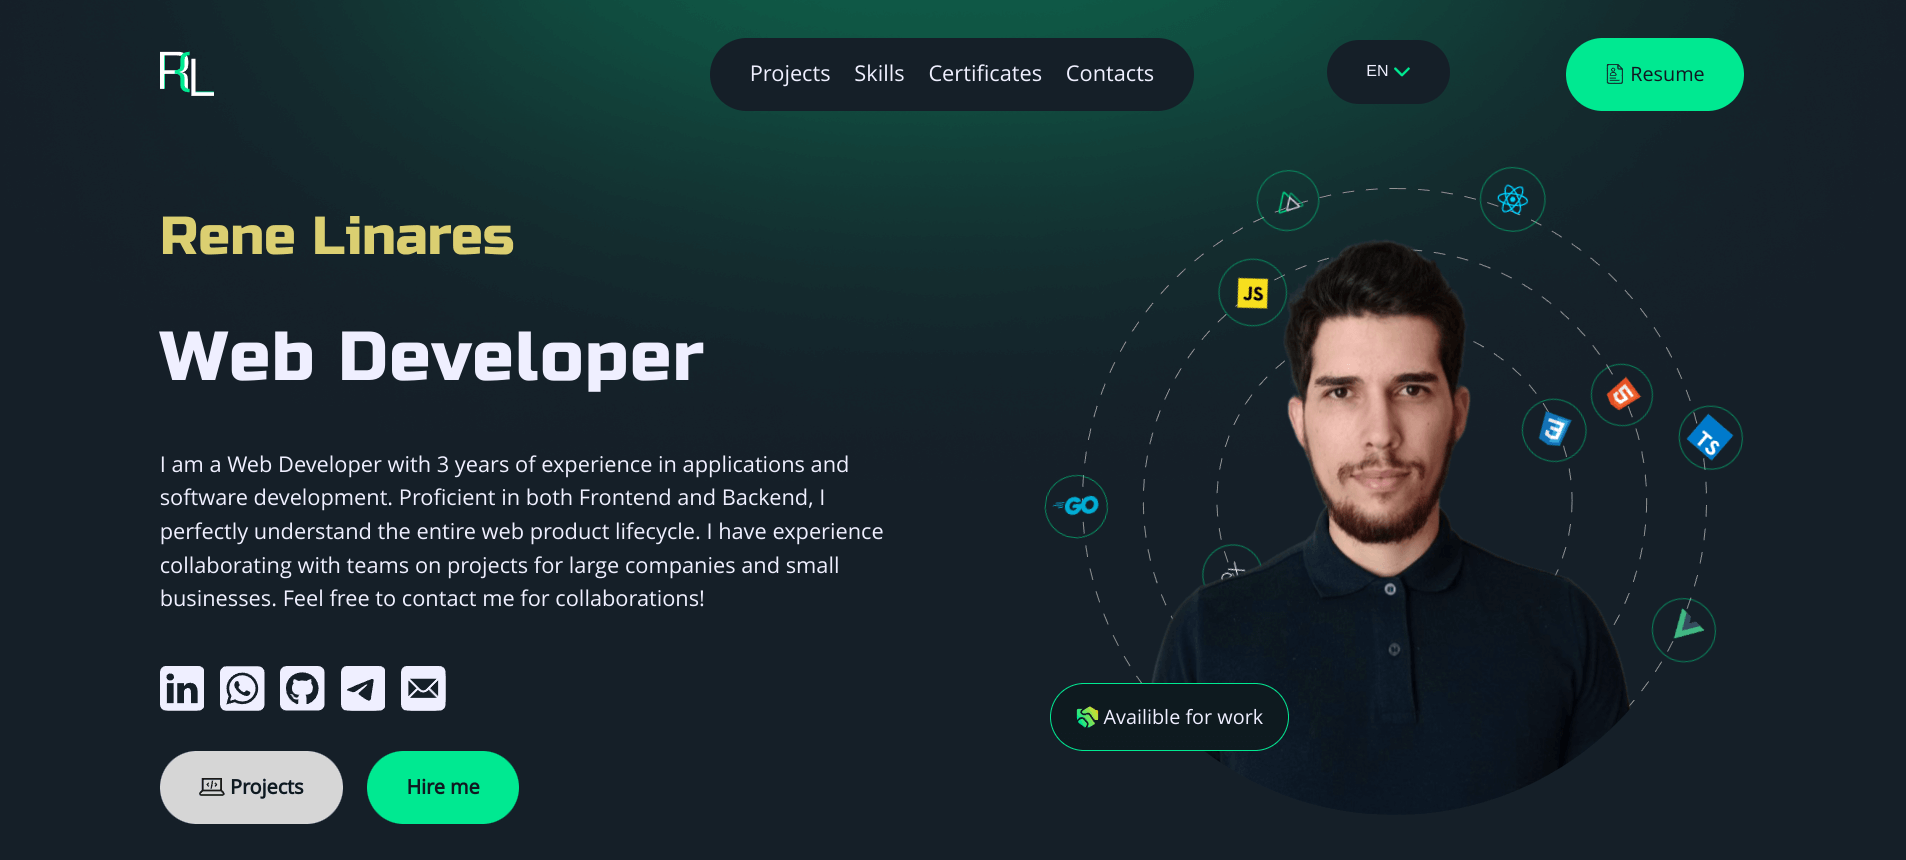 RL
Projects Skills Certificates Contacts
EN
Resume
Rene Linares
Web Developer
I am a Web Developer with 3 years of experience in applications and
software development. Proficient in both Frontend and Backend, I
perfectly understand the entire web product lifecycle. I have experience
collaborating with teams on projects for large companies and small
businesses. Feel free to contact me for collaborations!
in
Projects
Hire me
JS
5
3
TS
GO
Availible for work